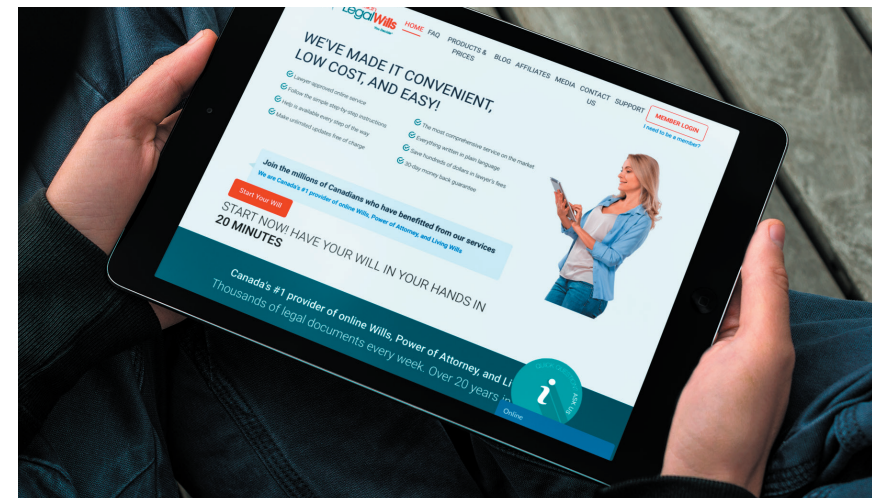 LegalWills
HOME FAQ PRODUCTS & PRICES BLOG AFFILIATES MEDIA CONTACT US SUPPORT MEMBER LOGIN
I need to be a member?
WE'VE MADE IT CONVENIENT,
LOW COST, AND EASY!
Lawyer-approved online service
Follow the simple step-by-step instructions
Help is available every step of the way
Make unlimited updates free of charge
The most comprehensive service on the market
Everything written in plain language
Save hundreds of dollars in lawyer's fees
30-day money back guarantee
Join the millions of Canadians who have benefitted from our services
We are Canada's #1 provider of online Wills, Power of Attorney, and Living Wills
Start Your Will
START NOW! HAVE YOUR WILL IN YOUR HANDS IN
20 MINUTES
Canada's #1 provider of online Wills, Power of Attorney, and Li
Thousands of legal documents every week. Over 20 years in
ASK US
i
Online